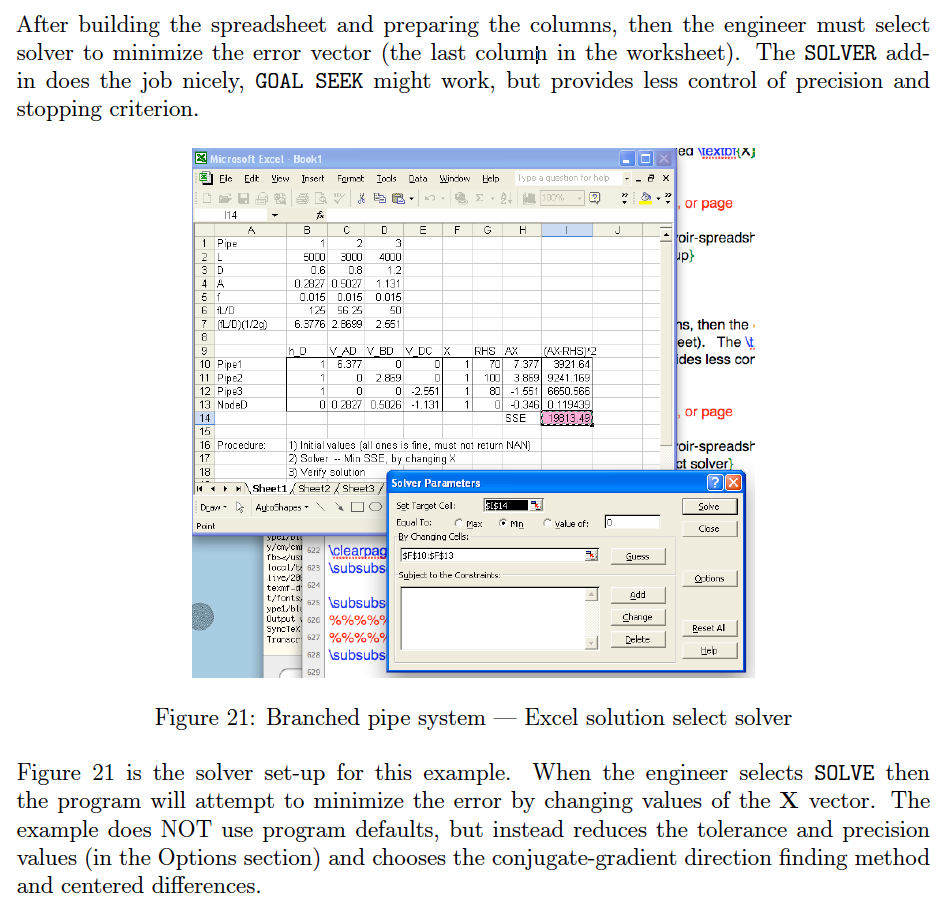 After building the spreadsheet and preparing the columns, then the engineer must select
solver to minimize the error vector (the last column in the worksheet). The SOLVER add-
in does the job nicely, GOAL SEEK might work, but provides less control of precision and
stopping criterion.
Microsoft Excel - Book1
File Edit View Insert Format Tools Data Window Help Type a question for help
100%
I14 fx
A B C D E F G H I J
1 Pipe 1 2 3
2 L 5000 3000 4000
3 D 0.6 0.8 1.2
4 A 0.2827 0.5027 1.131
5 f 0.015 0.015 0.015
6 fL/D 125 56.25 50
7 (fL/D)(1/2g) 6.3776 2.8699 2.551
8
9 h_D V_AD V_BD V_DC X RHS AX (AX-RHS)^2
10 Pipe1 1 6.377 0 0 1 70 7.377 3921.64
11 Pipe2 1 0 2.869 0 1 100 3.869 9241.169
12 Pipe3 1 0 0 -2.551 1 80 -1.551 6650.566
13 NodeD 0 0.2827 0.5026 -1.131 1 0 -0.346 0.119439
14 SSE 19813.49
15
16 Procedure: 1) Initial values (all ones is fine, must not return NAN)
17 2) Solver -- Min SSE, by changing X
18 3) Verify solution
Sheet1 Sheet2 Sheet3
Draw AutoShapes
Point
ed \textbf{X}
, or page
oir-spreadsh
up}
ns, then the
eet). The \t
ides less cor
, or page
oir-spreadsh
ct solver}
Solver Parameters
Set Target Cell: $I$14 Solve
Equal To: Max Min Value of: 0 Close
By Changing Cells:
$F$10:$F$13 Guess
Subject to the Constraints: Options
Add
Change
Delete
Reset All
Help
622 \clearpag
623 \subsubs
624
625 \subsubs
626 %%%%%
627 %%%%%
628 \subsubs
629
Output
SyncTeX
Transcr
Figure 21: Branched pipe system — Excel solution select solver
Figure 21 is the solver set-up for this example. When the engineer selects SOLVE then
the program will attempt to minimize the error by changing values of the X vector. The
example does NOT use program defaults, but instead reduces the tolerance and precision
values (in the Options section) and chooses the conjugate-gradient direction finding method
and centered differences.